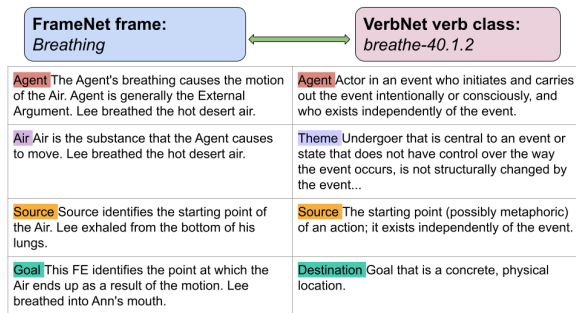 FrameNet frame:
Breathing
VerbNet verb class:
breathe-40.1.2
Agent The Agent's breathing causes the motion
of the Air. Agent is generally the External
Argument. Lee breathed the hot desert air.
Agent Actor in an event who initiates and carries
out the event intentionally or consciously, and
who exists independently of the event.
Air Air is the substance that the Agent causes
to move. Lee breathed the hot desert air.
Theme Undergoer that is central to an event or
state that does not have control over the way
the event occurs, is not structurally changed by
the event...
Source Source identifies the starting point of
the Air. Lee exhaled from the bottom of his
lungs.
Source The starting point (possibly metaphoric)
of an action; it exists independently of the event.
Goal This FE identifies the point at which the
Air ends up as a result of the motion. Lee
breathed into Ann's mouth.
Destination Goal that is a concrete, physical
location.